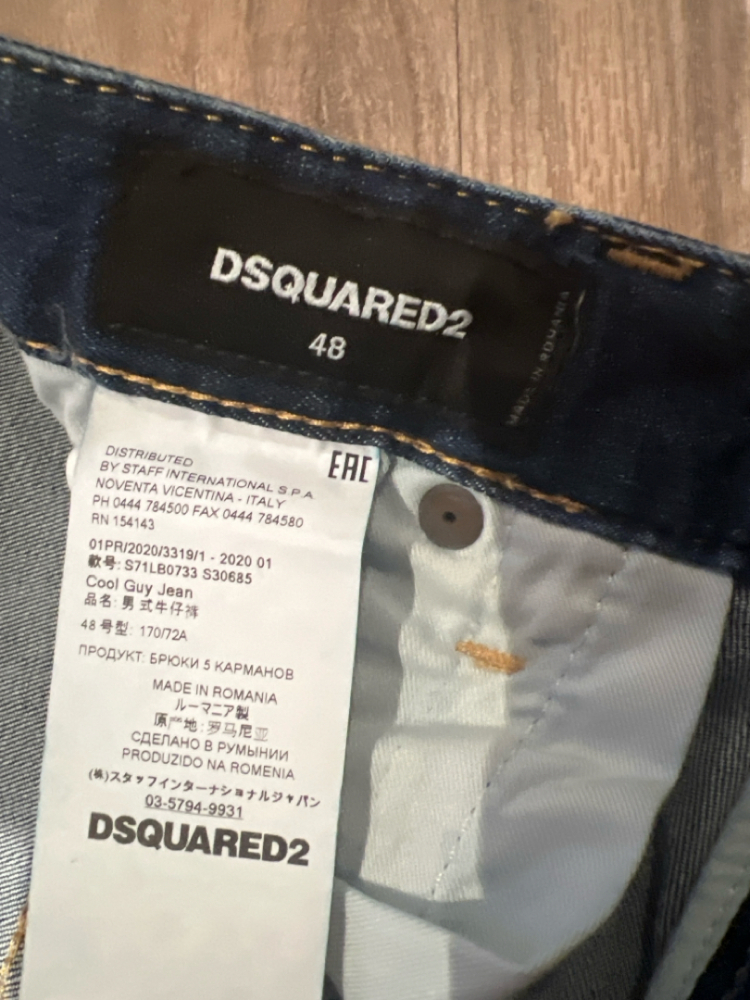 DSQUARED2
48
MADE IN ROMANIA
DISTRIBUTED
BY STAFF INTERNATIONAL S.P.A.
NOVENTA VICENTINA - ITALY
PH 0444 784500 FAX 0444 784580
RN 154143
EAC
01PR/2020/3319/1 - 2020 01
款号: S71LB0733 S30685
Cool Guy Jean
品名: 男式牛仔裤
48 号型: 170/72A
ПРОДУКТ: БРЮКИ 5 КАРМАНОВ
MADE IN ROMANIA
ルーマニア製
原产地: 罗马尼亚
СДЕЛАНО В РУМЫНИИ
PRODUZIDO NA ROMENIA
(株)スタッフインターナショナルジャパン
03-5794-9931
DSQUARED2